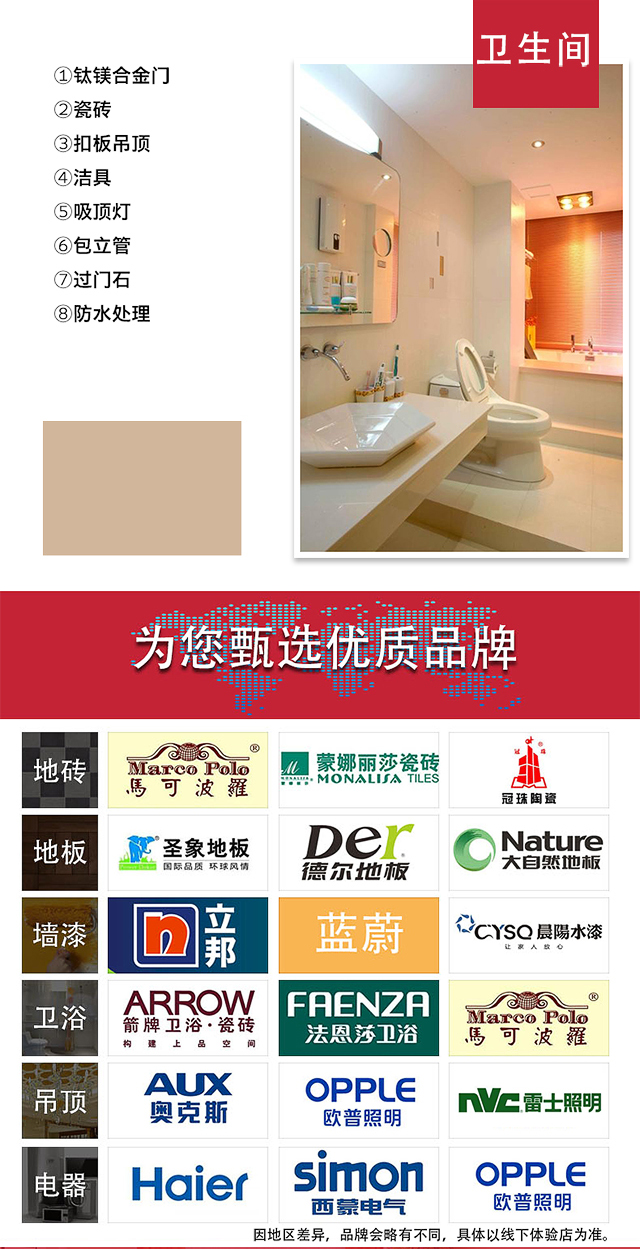 卫生间
①钛镁合金门
②瓷砖
③扣板吊顶
④洁具
⑤吸顶灯
⑥包立管
⑦过门石
⑧防水处理
为您甄选优质品牌
地砖
Marco Polo®
馬可波羅
M
蒙娜丽莎瓷砖
MONALISA TILES
冠珠®
冠珠陶瓷
地板
圣象地板
国际品质 环球风情
Der®
德尔地板
Nature
大自然地板
墙漆
n
立邦
蓝蔚
CYSQ晨陽水漆
让家人放心
卫浴
ARROW
箭牌卫浴·瓷砖
构建上品空间
FAENZA
法恩莎卫浴
Marco Polo®
馬可波羅
吊顶
AUX
奥克斯
OPPLE
欧普照明
nvc 雷士照明
电器
Haier
simon
西蒙电气
OPPLE
欧普照明
因地区差异，品牌会略有不同，具体以线下体验店为准。